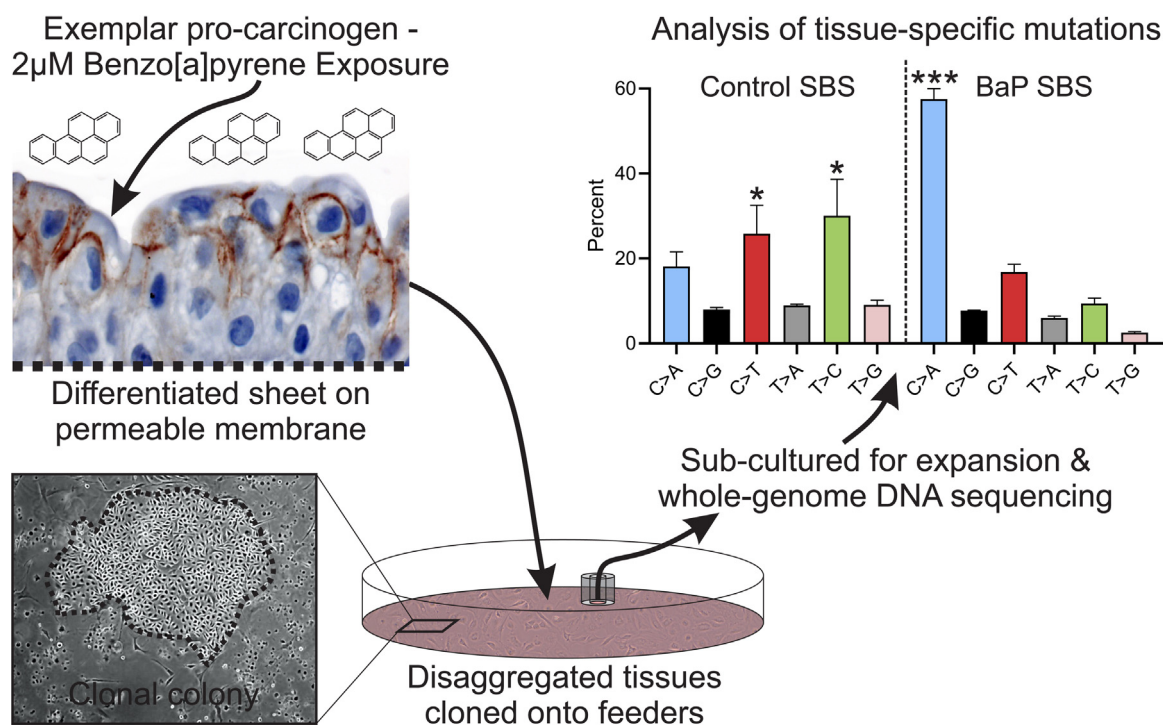 Exemplar pro-carcinogen -
2µM Benzo[a]pyrene Exposure
Differentiated sheet on
permeable membrane
Clonal colony
Disaggregated tissues
cloned onto feeders
Sub-cultured for expansion &
whole-genome DNA sequencing
Analysis of tissue-specific mutations
Control SBS
BaP SBS
***
*
*
Percent
60
40
20
0
C>A
C>G
C>T
T>A
T>C
T>G
C>A
C>G
C>T
T>A
T>C
T>G